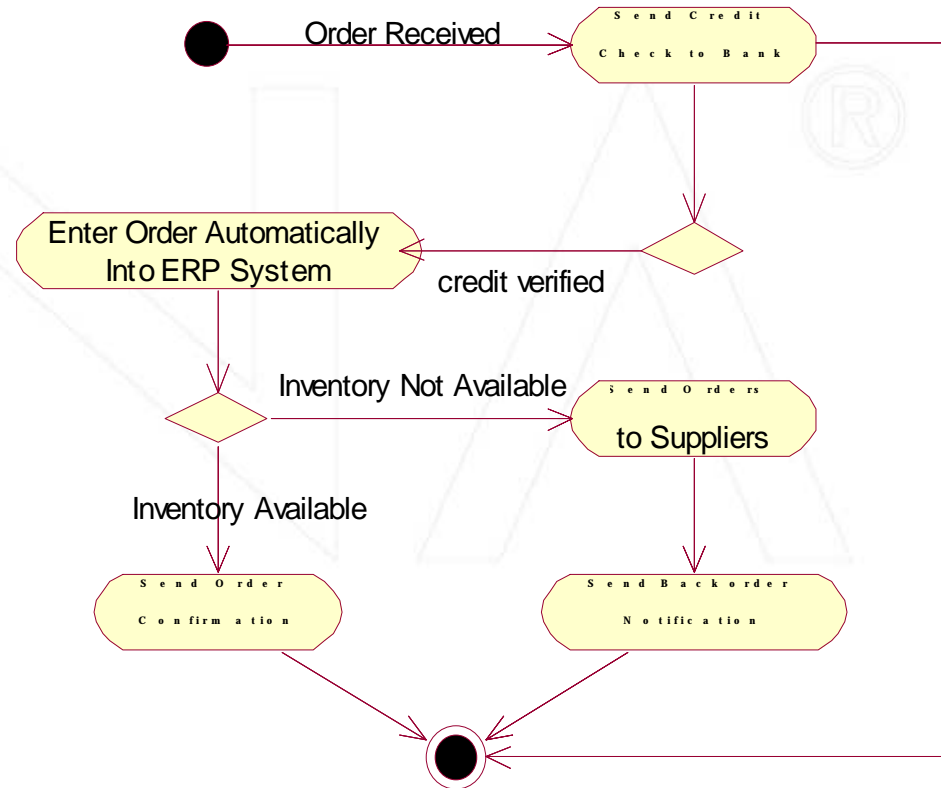 Order Received
Send Credit
Check to Bank
®
Enter Order Automatically
Into ERP System
credit verified
Inventory Not Available
Send Orders
to Suppliers
Inventory Available
Send Order
Confirmation
Send Backorder
Notification